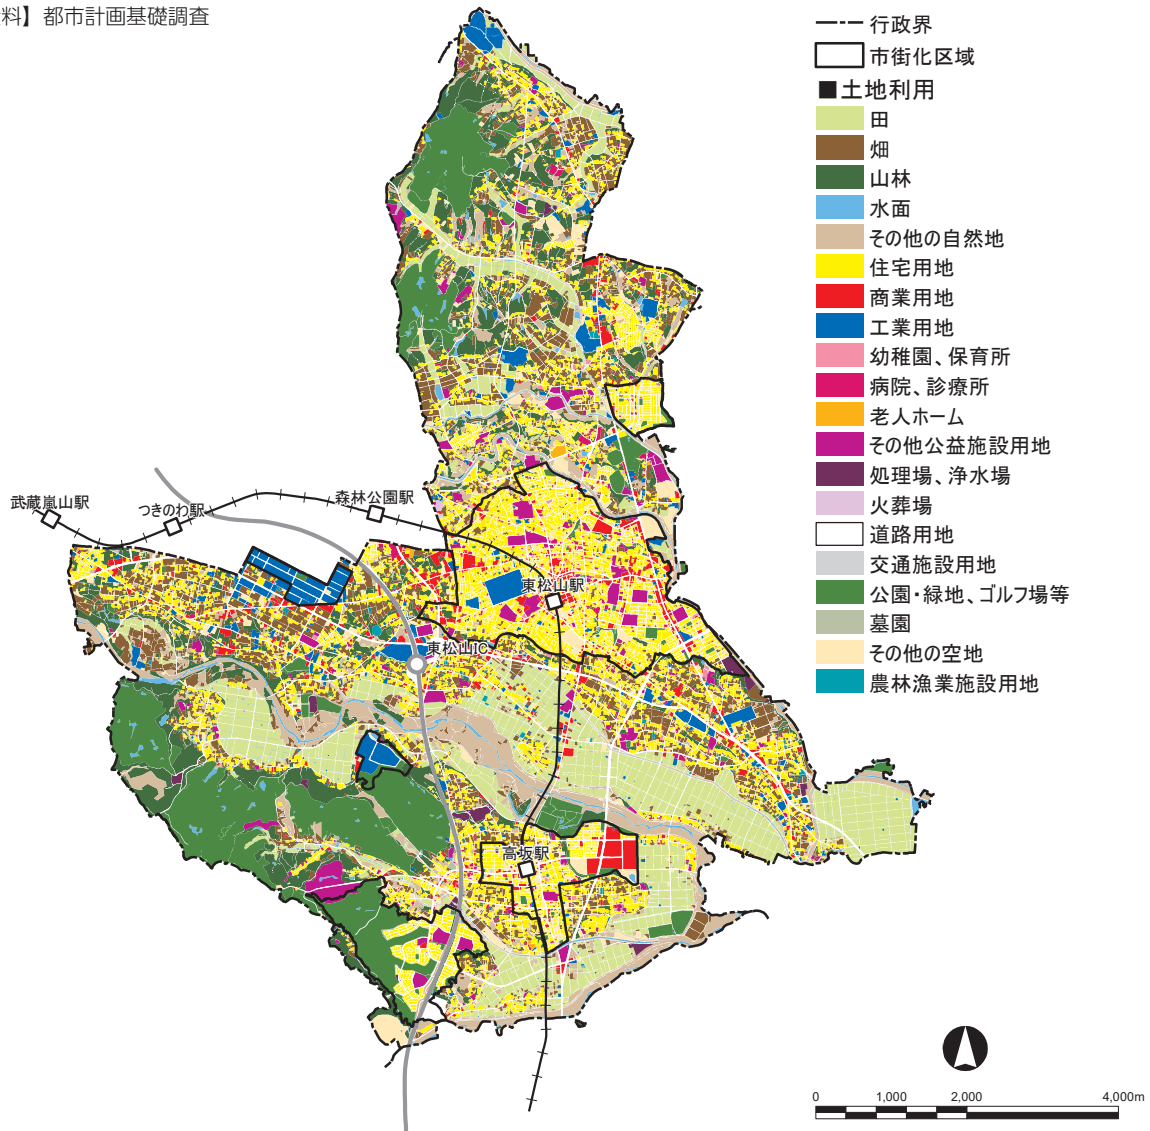 料】都市計画基礎調査
行政界
市街化区域
■土地利用
田
畑
山林
水面
その他の自然地
住宅用地
商業用地
工業用地
幼稚園、保育所
病院、診療所
老人ホーム
その他公益施設用地
処理場、浄水場
火葬場
道路用地
交通施設用地
公園・緑地、ゴルフ場等
墓園
その他の空地
農林漁業施設用地
武蔵嵐山駅
つきのわ駅
森林公園駅
東松山駅
東松山IC
高坂駅
0 1,000 2,000 4,000m